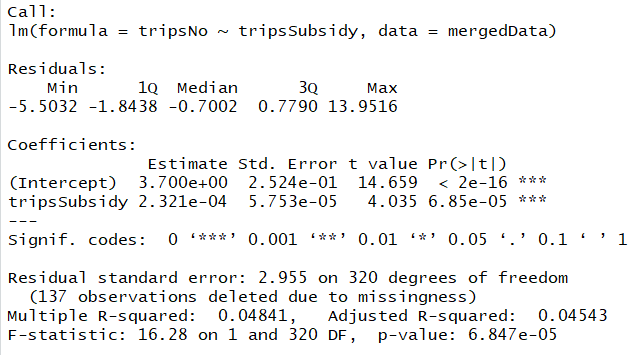 Call:
lm(formula = tripsNo ~ tripsSubsidy, data = mergedData)
Residuals:
    Min      1Q  Median      3Q     Max
-5.5032 -1.8438 -0.7002  0.7790 13.9516
Coefficients:
              Estimate Std. Error t value Pr(>|t|)
(Intercept)  3.700e+00  2.524e-01  14.659  < 2e-16 ***
tripsSubsidy 2.321e-04  5.753e-05   4.035 6.85e-05 ***
---
Signif. codes:  0 ‘***’ 0.001 ‘**’ 0.01 ‘*’ 0.05 ‘.’ 0.1 ‘ ’ 1
Residual standard error: 2.955 on 320 degrees of freedom
  (137 observations deleted due to missingness)
Multiple R-squared:  0.04841,	Adjusted R-squared:  0.04543
F-statistic: 16.28 on 1 and 320 DF,  p-value: 6.847e-05